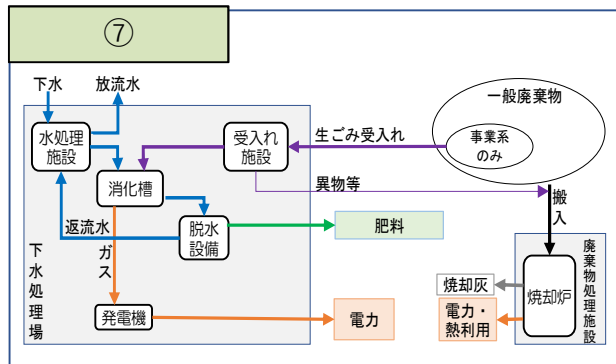 ⑦
下水
放流水
一般廃棄物
水処理
施設
受入れ
施設
生ごみ受入れ
事業系
のみ
消化槽
異物等
搬入
返流水
ガス
脱水
設備
肥料
下水処理場
廃棄物処理施設
焼却灰
焼却炉
発電機
電力
電力・
熱利用